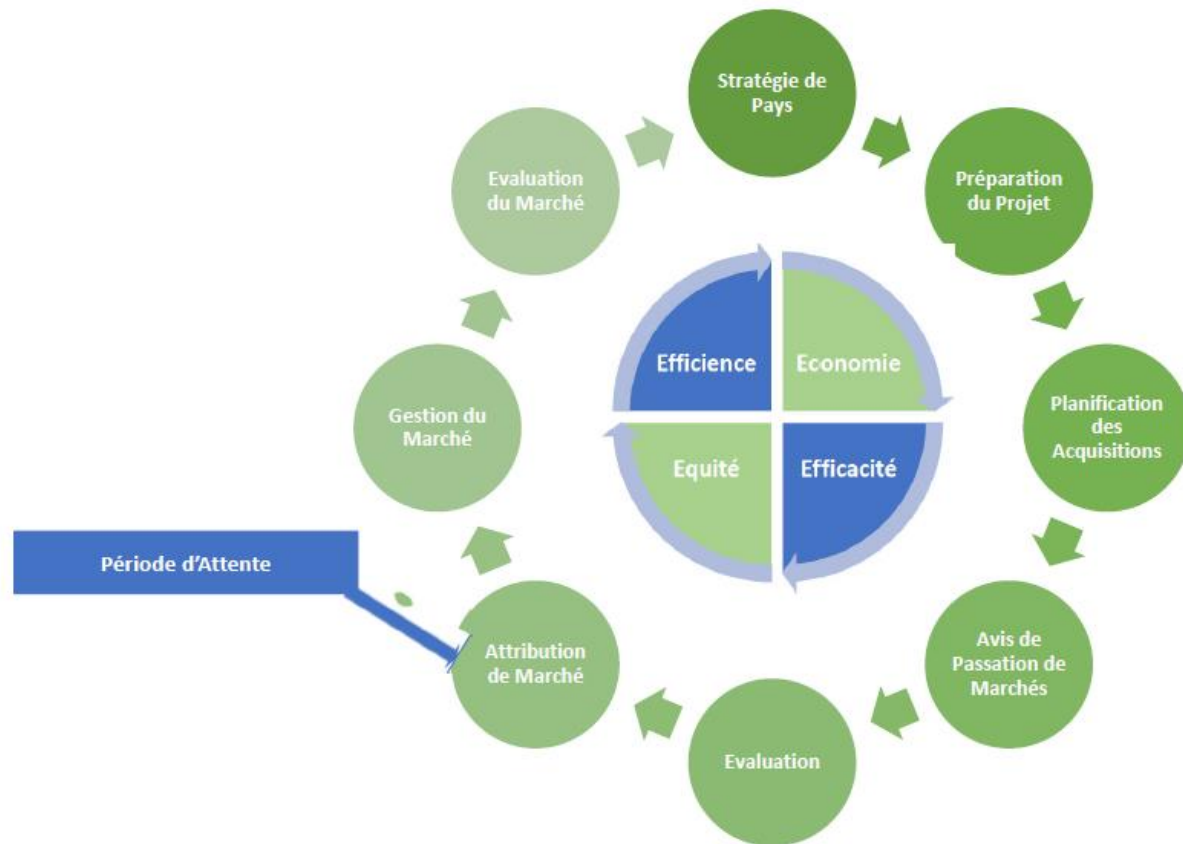 Stratégie de
Pays
Préparation
du Projet
Planification
des
Acquisitions
Avis de
Passation de
Marchés
Evaluation
Attribution
de Marché
Période d'Attente
Gestion du
Marché
Evaluation
du Marché
Efficience
Economie
Equité
Efficacité